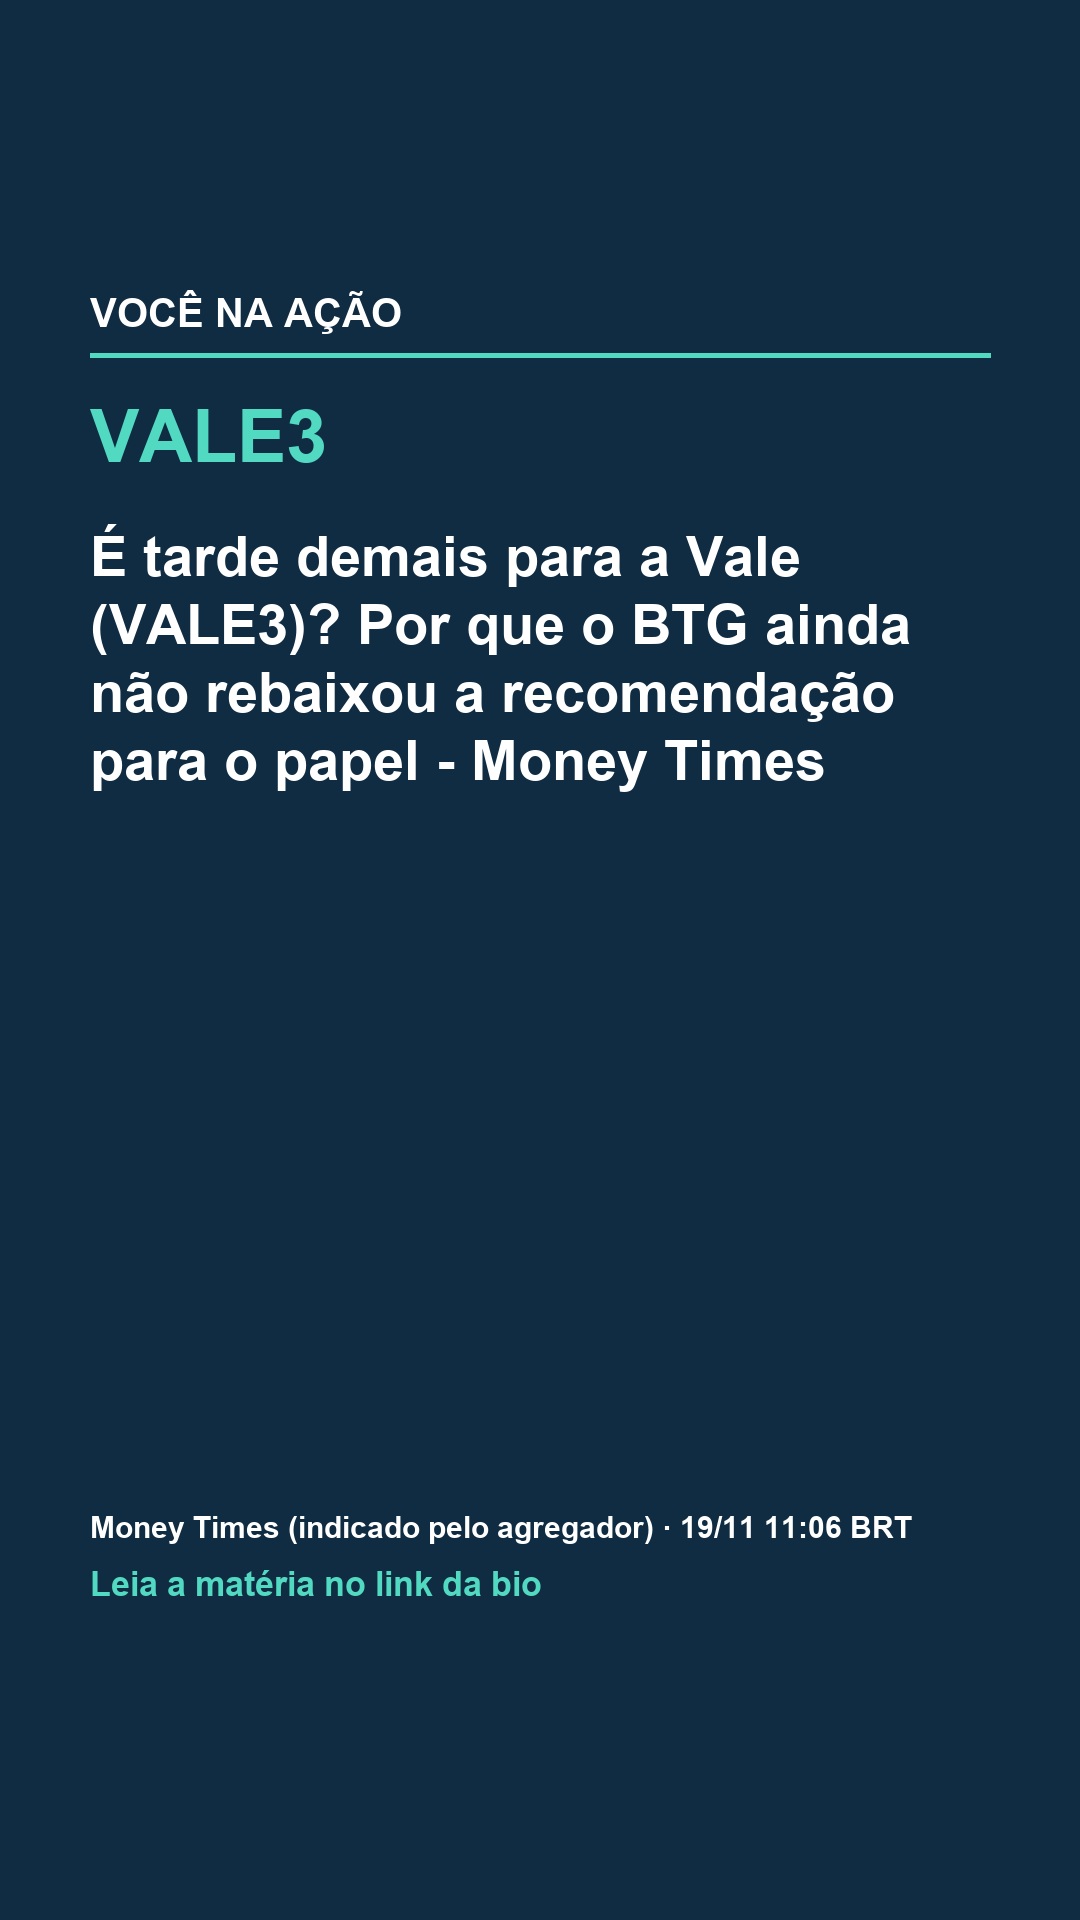 VOCÊ NA AÇÃO
VALE3
É tarde demais para a Vale
(VALE3)? Por que o BTG ainda
não rebaixou a recomendação
para o papel - Money Times
Money Times (indicado pelo agregador) · 19/11 11:06 BRT
Leia a matéria no link da bio